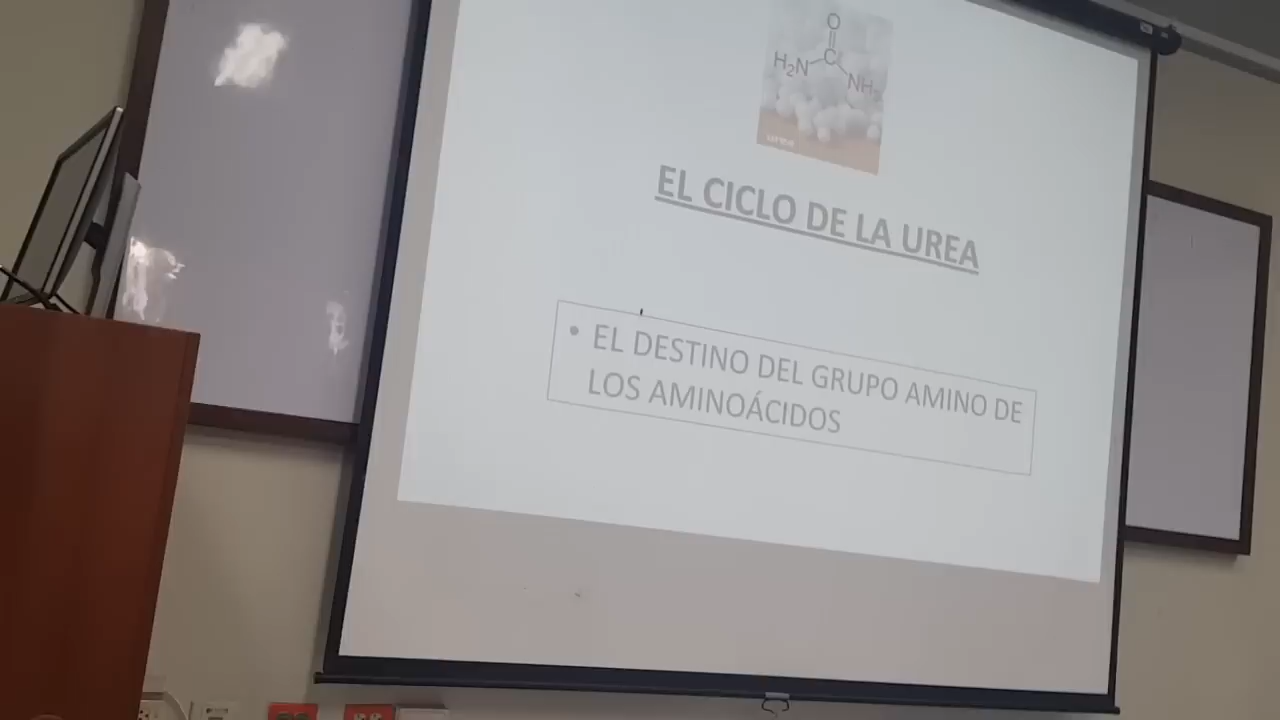 O
C
H₂N
NH₂
EL CICLO DE LA UREA
• EL DESTINO DEL GRUPO AMINO DE
LOS AMINOÁCIDOS